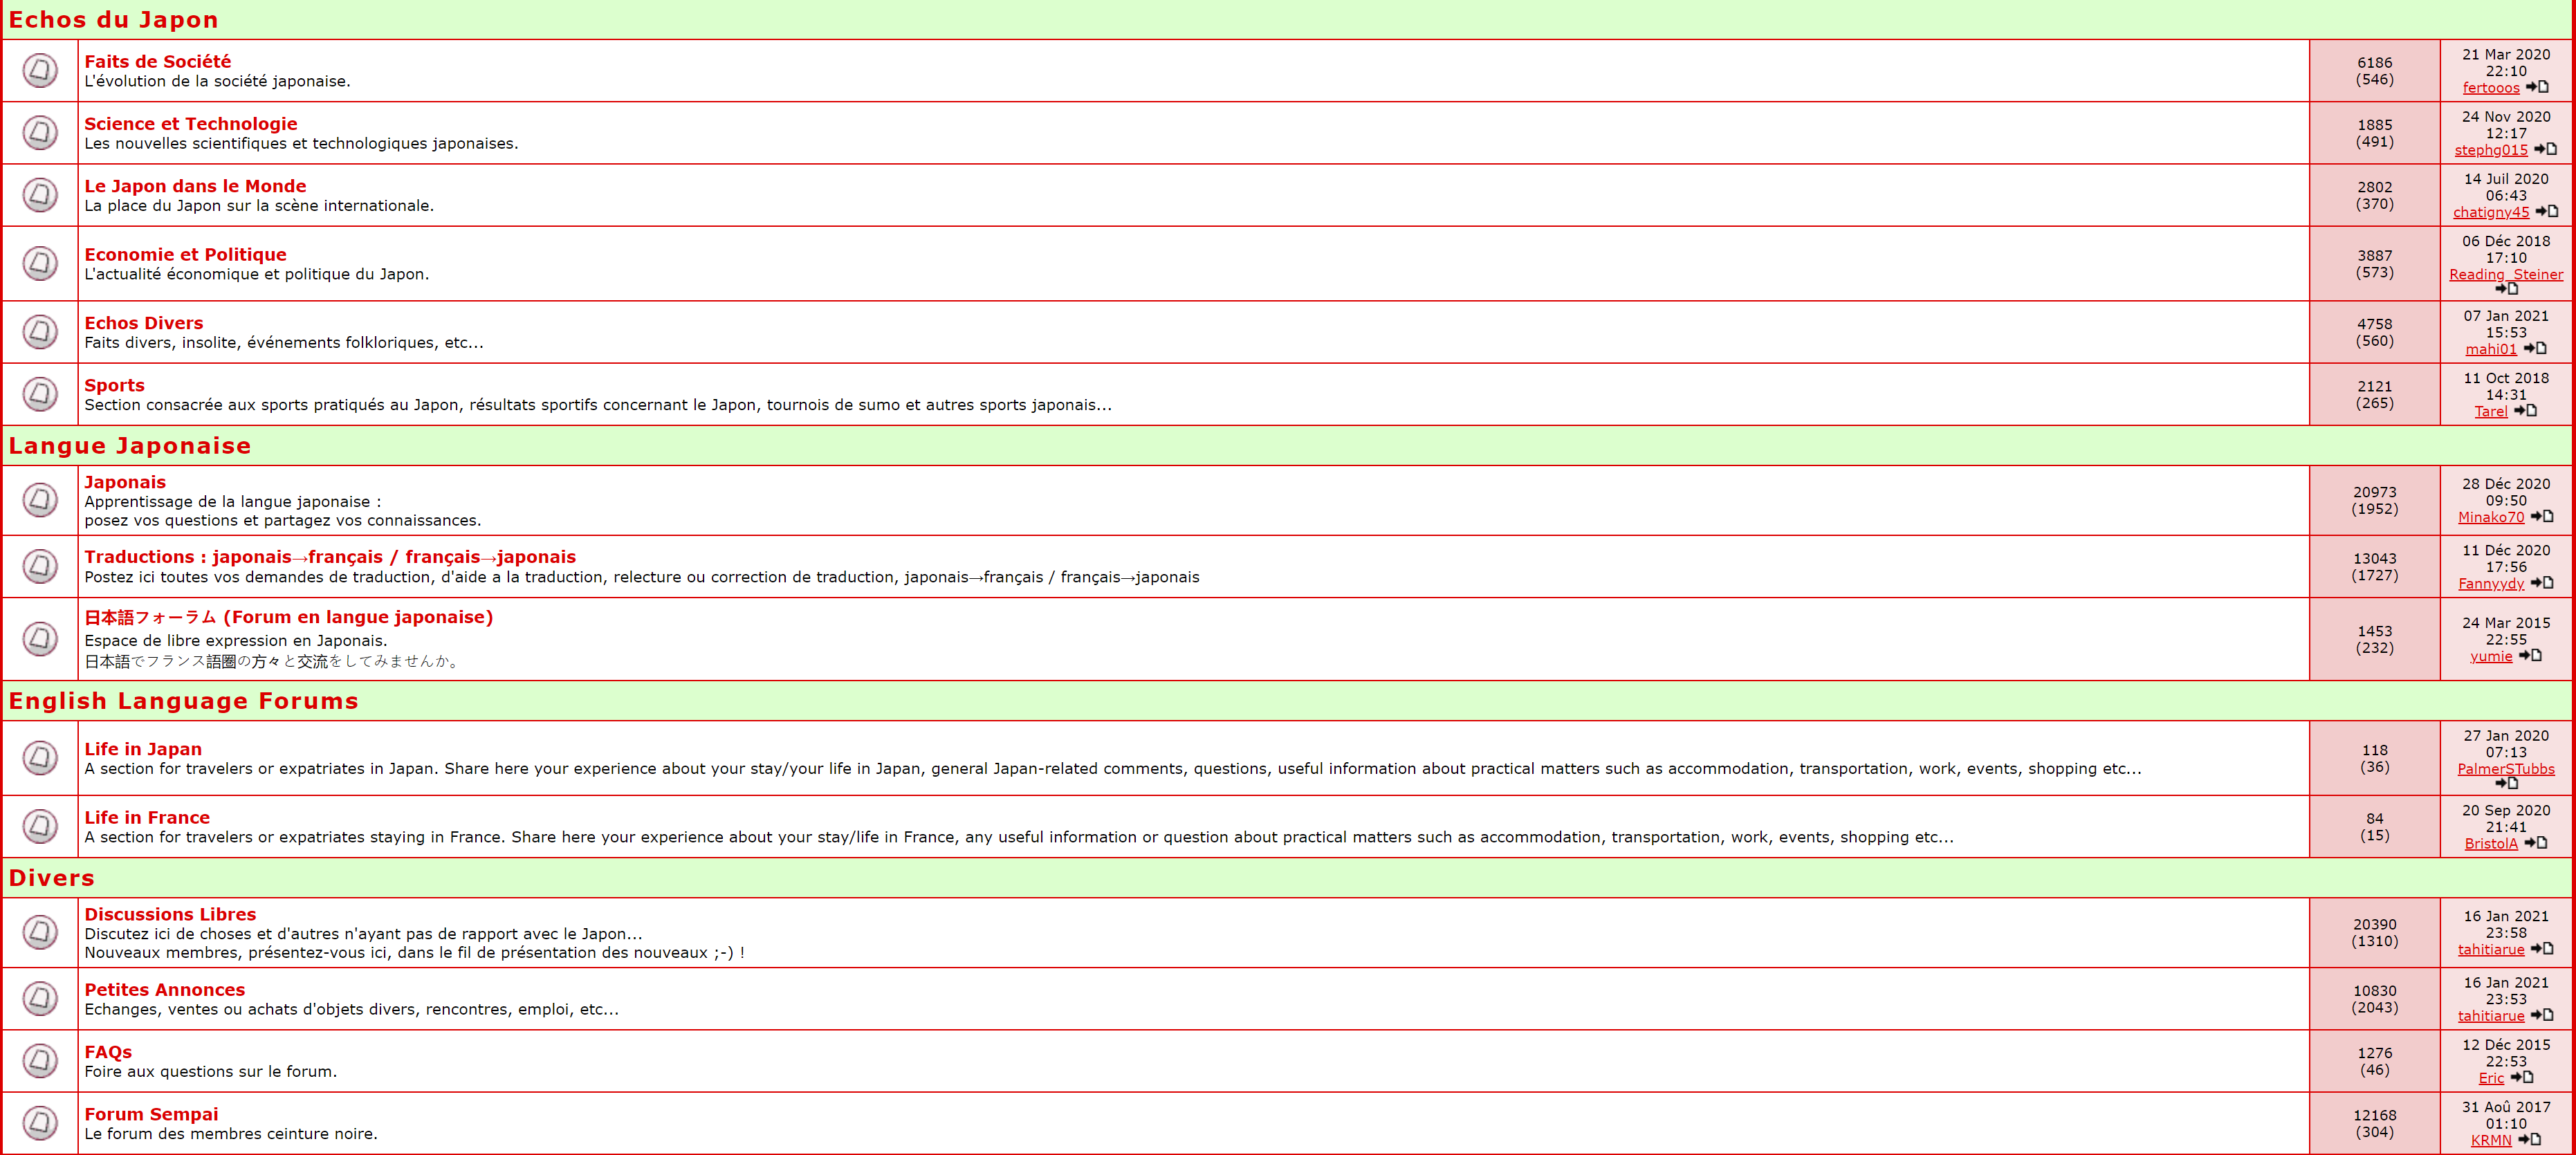 Echos du Japon
Faits de Société
L'évolution de la société japonaise.
6186
(546)
21 Mar 2020
22:10
fertooos
Science et Technologie
Les nouvelles scientifiques et technologiques japonaises.
1885
(491)
24 Nov 2020
12:17
stephg015
Le Japon dans le Monde
La place du Japon sur la scène internationale.
2802
(370)
14 Juil 2020
06:43
chatigny45
Economie et Politique
L'actualité économique et politique du Japon.
3887
(573)
06 Déc 2018
17:10
Reading_Steiner
Echos Divers
Faits divers, insolite, événements folkloriques, etc...
4758
(560)
07 Jan 2021
15:53
mahi01
Sports
Section consacrée aux sports pratiqués au Japon, résultats sportifs concernant le Japon, tournois de sumo et autres sports japonais...
2121
(265)
11 Oct 2018
14:31
Tarel
Langue Japonaise
Japonais
Apprentissage de la langue japonaise :
posez vos questions et partagez vos connaissances.
20973
(1952)
28 Déc 2020
09:50
Minako70
Traductions : japonais→français / français→japonais
Postez ici toutes vos demandes de traduction, d'aide a la traduction, relecture ou correction de traduction, japonais→français / français→japonais
13043
(1727)
11 Déc 2020
17:56
Fannyydy
日本語フォーラム (Forum en langue japonaise)
Espace de libre expression en Japonais.
日本語でフランス語圏の方々と交流をしてみませんか。
1453
(232)
24 Mar 2015
22:55
yumie
English Language Forums
Life in Japan
A section for travelers or expatriates in Japan. Share here your experience about your stay/your life in Japan, general Japan-related comments, questions, useful information about practical matters such as accommodation, transportation, work, events, shopping etc...
118
(36)
27 Jan 2020
07:13
PalmerSTubbs
Life in France
A section for travelers or expatriates staying in France. Share here your experience about your stay/life in France, any useful information or question about practical matters such as accommodation, transportation, work, events, shopping etc...
84
(15)
20 Sep 2020
21:41
BristolA
Divers
Discussions Libres
Discutez ici de choses et d'autres n'ayant pas de rapport avec le Japon...
Nouveaux membres, présentez-vous ici, dans le fil de présentation des nouveaux ;-) !
20390
(1310)
16 Jan 2021
23:58
tahitiarue
Petites Annonces
Echanges, ventes ou achats d'objets divers, rencontres, emploi, etc...
10830
(2043)
16 Jan 2021
23:53
tahitiarue
FAQs
Foire aux questions sur le forum.
1276
(46)
12 Déc 2015
22:53
Eric
Forum Sempai
Le forum des membres ceinture noire.
12168
(304)
31 Aoû 2017
01:10
KRMN